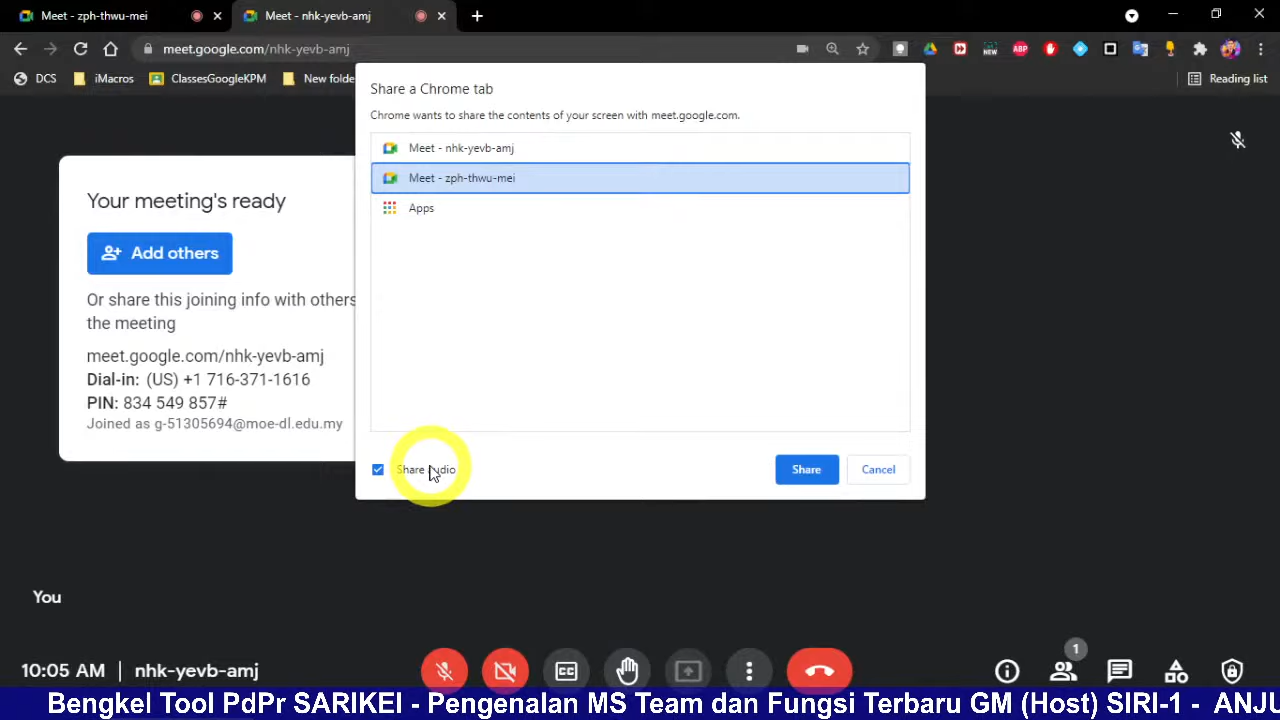 Meet - zph-thwu-mei
Meet - nhk-yevb-amj
meet.google.com/nhk-yevb-amj
NEW
ABP
DCS
iMacros
ClassesGoogleKPM
New folde
Reading list
Share a Chrome tab
Chrome wants to share the contents of your screen with meet.google.com.
Meet - nhk-yevb-amj
Meet - zph-thwu-mei
Apps
Share audio
Share
Cancel
Your meeting's ready
Add others
Or share this joining info with others
the meeting
meet.google.com/nhk-yevb-amj
Dial-in: (US) +1 716-371-1616
PIN: 834 549 857#
Joined as g-51305694@moe-dl.edu.my
You
10:05 AM | nhk-yevb-amj
1
Bengkel Tool PdPr SARIKEI - Pengenalan MS Team dan Fungsi Terbaru GM (Host) SIRI-1 - ANJU